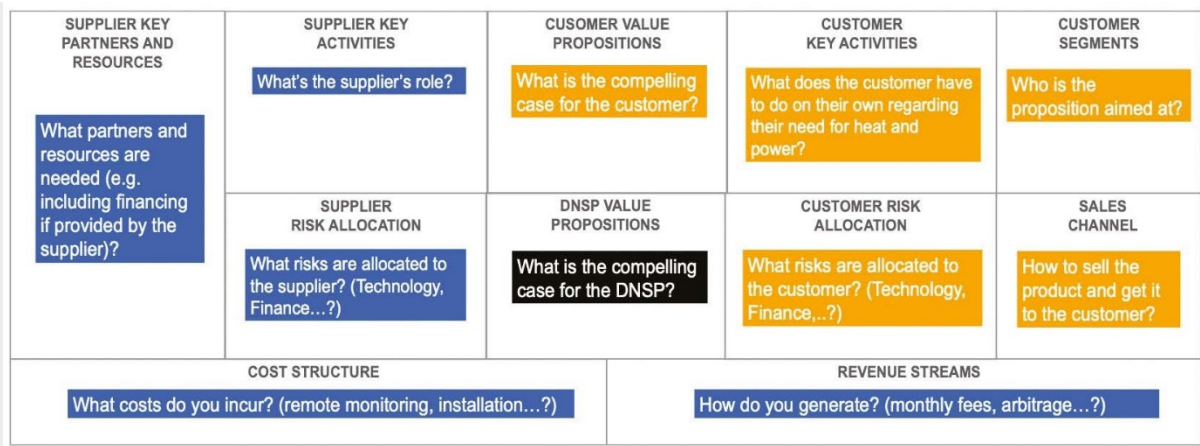 SUPPLIER KEY
PARTNERS AND
RESOURCES
What partners and
resources are
needed (e.g.
including financing
if provided by the
supplier)?
SUPPLIER KEY
ACTIVITIES
What's the supplier's role?
CUSOMER VALUE
PROPOSITIONS
What is the compelling
case for the customer?
CUSTOMER
KEY ACTIVITIES
What does the customer have
to do on their own regarding
their need for heat and
power?
CUSTOMER
SEGMENTS
Who is the
proposition aimed at?
SUPPLIER
RISK ALLOCATION
What risks are allocated to
the supplier? (Technology,
Finance...?)
DNSP VALUE
PROPOSITIONS
What is the compelling
case for the DNSP?
CUSTOMER RISK
ALLOCATION
What risks are allocated to
the customer? (Technology,
Finance,..?)
SALES
CHANNEL
How to sell the
product and get it
to the customer?
COST STRUCTURE
What costs do you incur? (remote monitoring, installation...?)
REVENUE STREAMS
How do you generate? (monthly fees, arbitrage...?)